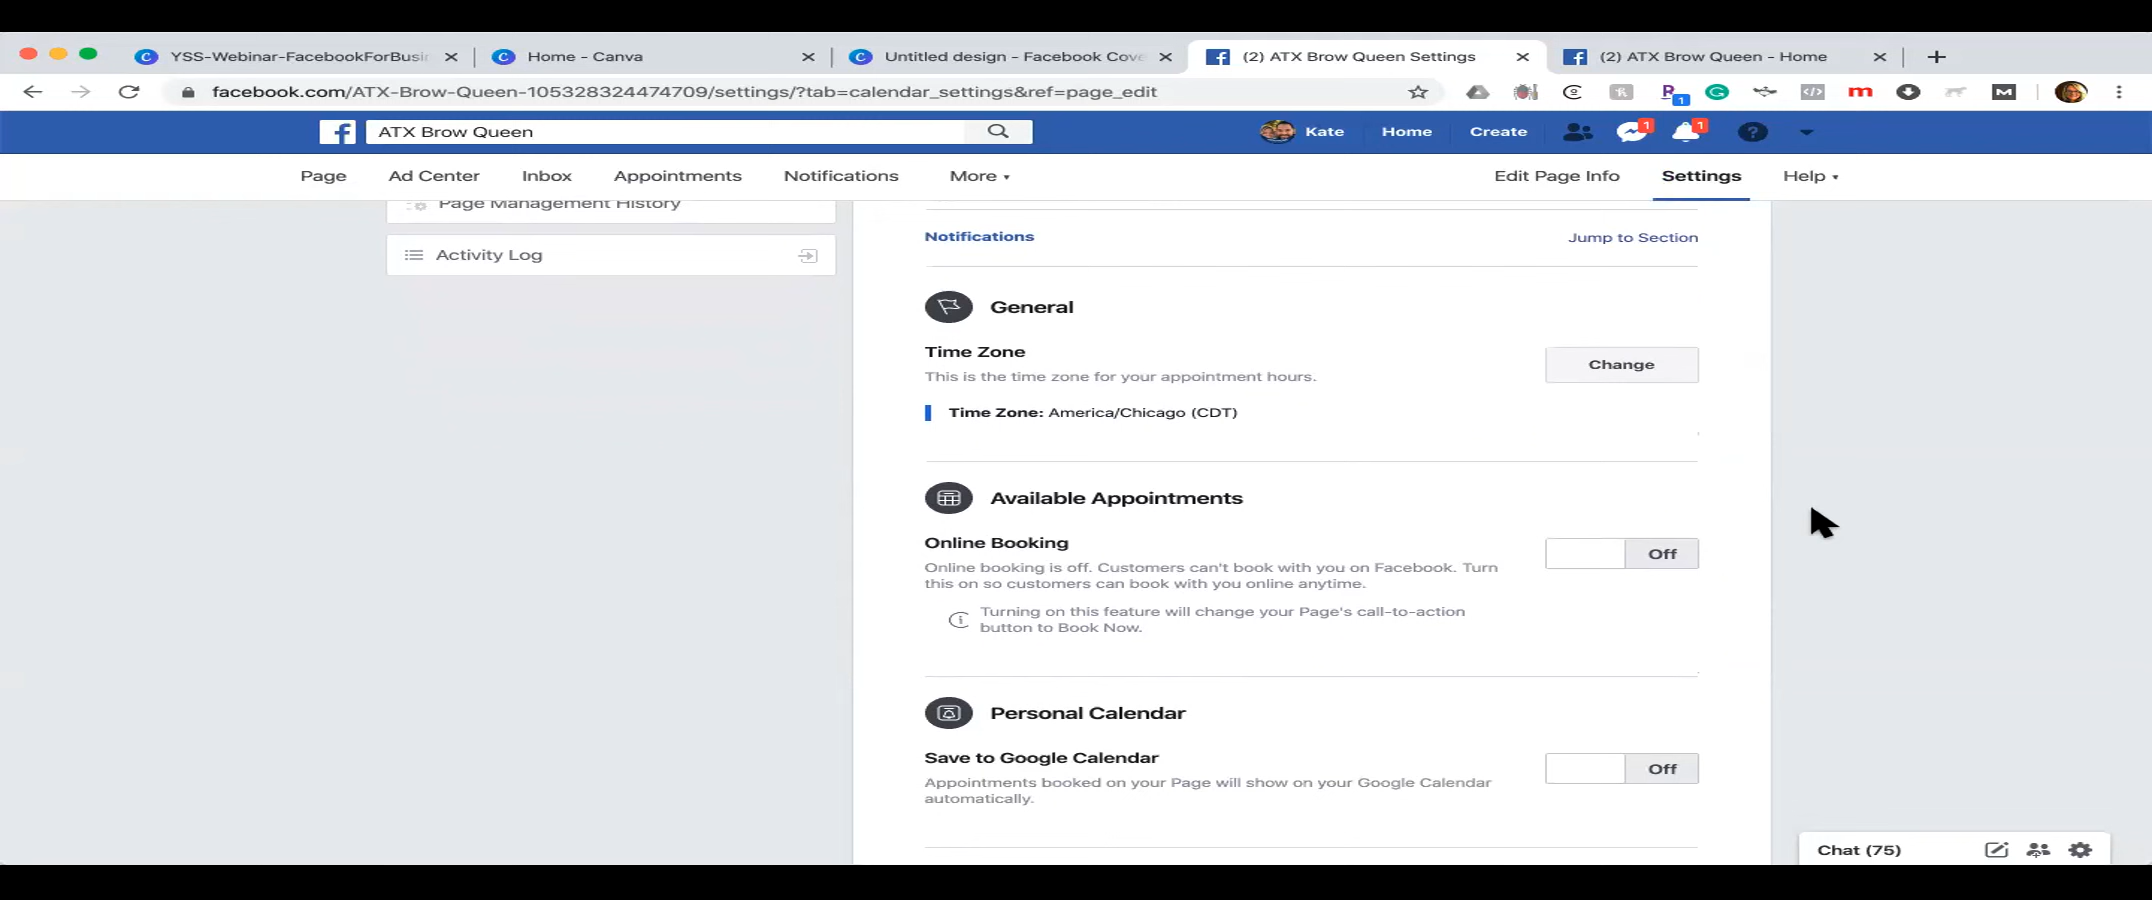 YSS-Webinar-FacebookForBusi
Home - Canva
Untitled design - Facebook Cove
(2) ATX Brow Queen Settings
(2) ATX Brow Queen - Home
facebook.com/ATX-Brow-Queen-105328324474709/settings/?tab=calendar_settings&ref=page_edit
1
ATX Brow Queen
Kate
Home
Create
1
1
Page
Ad Center
Inbox
Appointments
Notifications
More
Edit Page Info
Settings
Help
Page Management History
Activity Log
Notifications
Jump to Section
General
Time Zone
This is the time zone for your appointment hours.
Change
Time Zone: America/Chicago (CDT)
Available Appointments
Online Booking
Online booking is off. Customers can't book with you on Facebook. Turn
this on so customers can book with you online anytime.
Off
Turning on this feature will change your Page's call-to-action
button to Book Now.
Personal Calendar
Save to Google Calendar
Appointments booked on your Page will show on your Google Calendar
automatically.
Off
Chat (75)